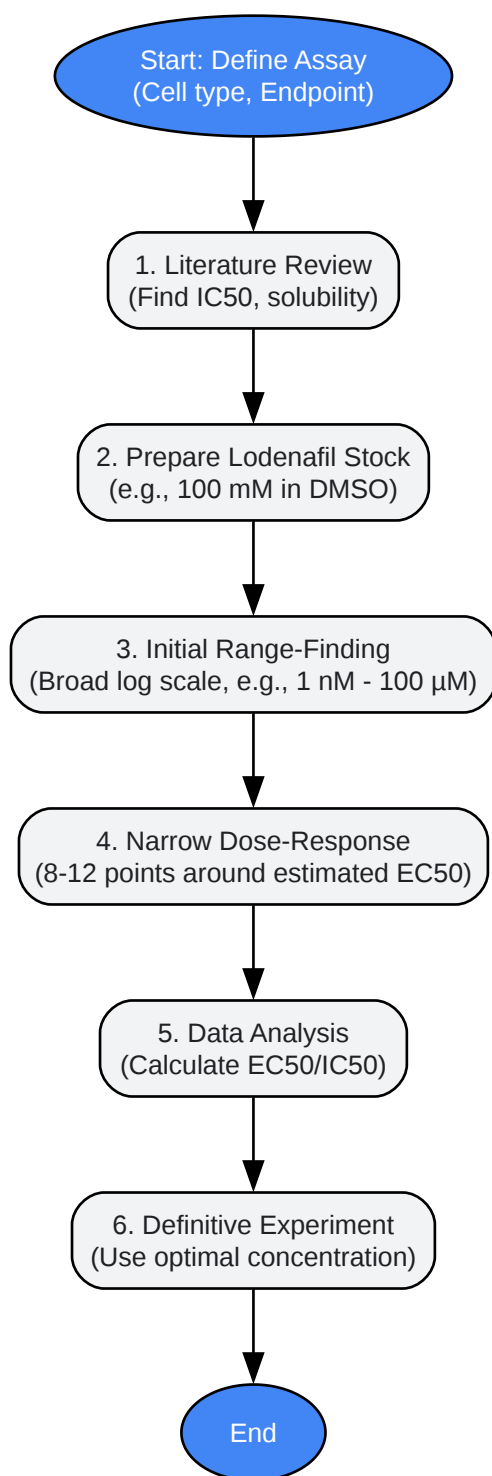 Start: Define Assay
(Cell type, Endpoint)
1. Literature Review
(Find IC50, solubility)
2. Prepare Lodenafil Stock
(e.g., 100 mM in DMSO)
3. Initial Range-Finding
(Broad log scale, e.g., 1 nM - 100 µM)
4. Narrow Dose-Response
(8-12 points around estimated EC50)
5. Data Analysis
(Calculate EC50/IC50)
6. Definitive Experiment
(Use optimal concentration)
End